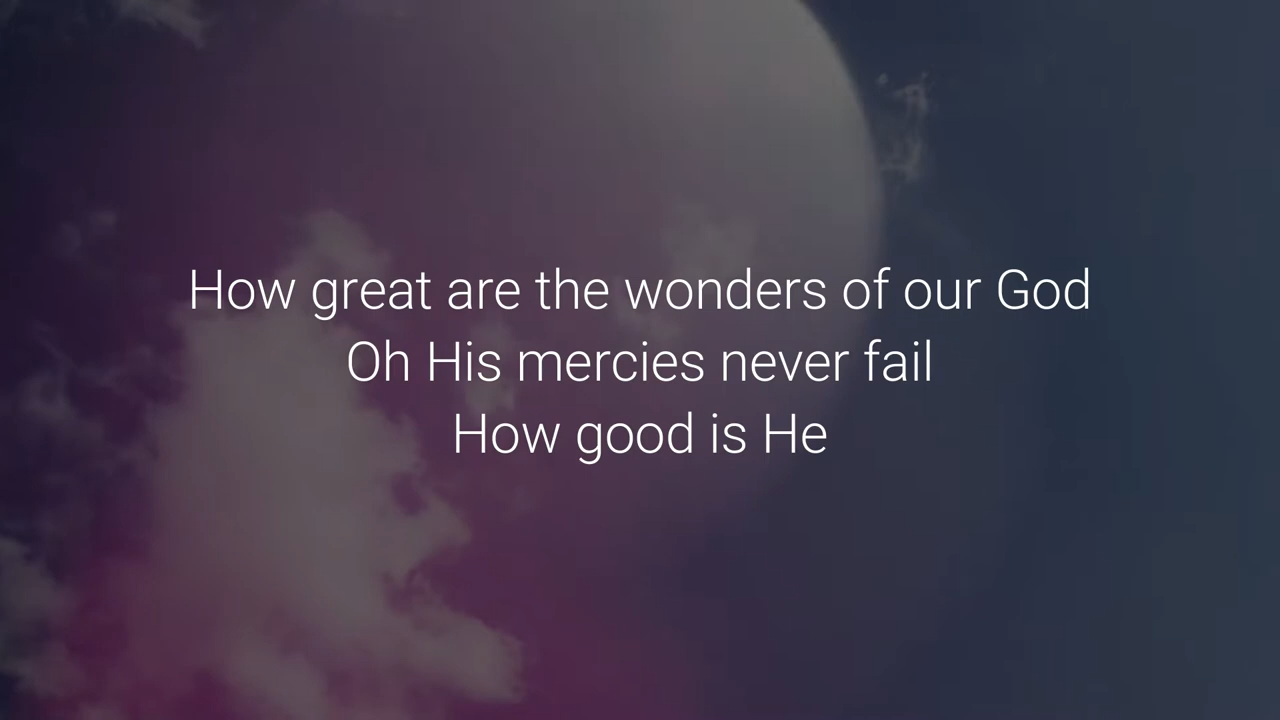 How great are the wonders of our God
Oh His mercies never fail
How good is He